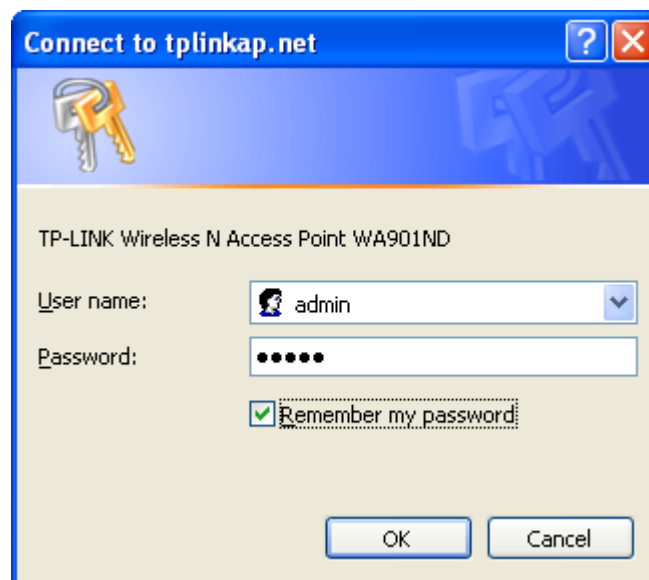 Connect to tplinkap.net
TP-LINK Wireless N Access Point WA901ND
User name: admin
Password: •••••
Remember my password
OK Cancel